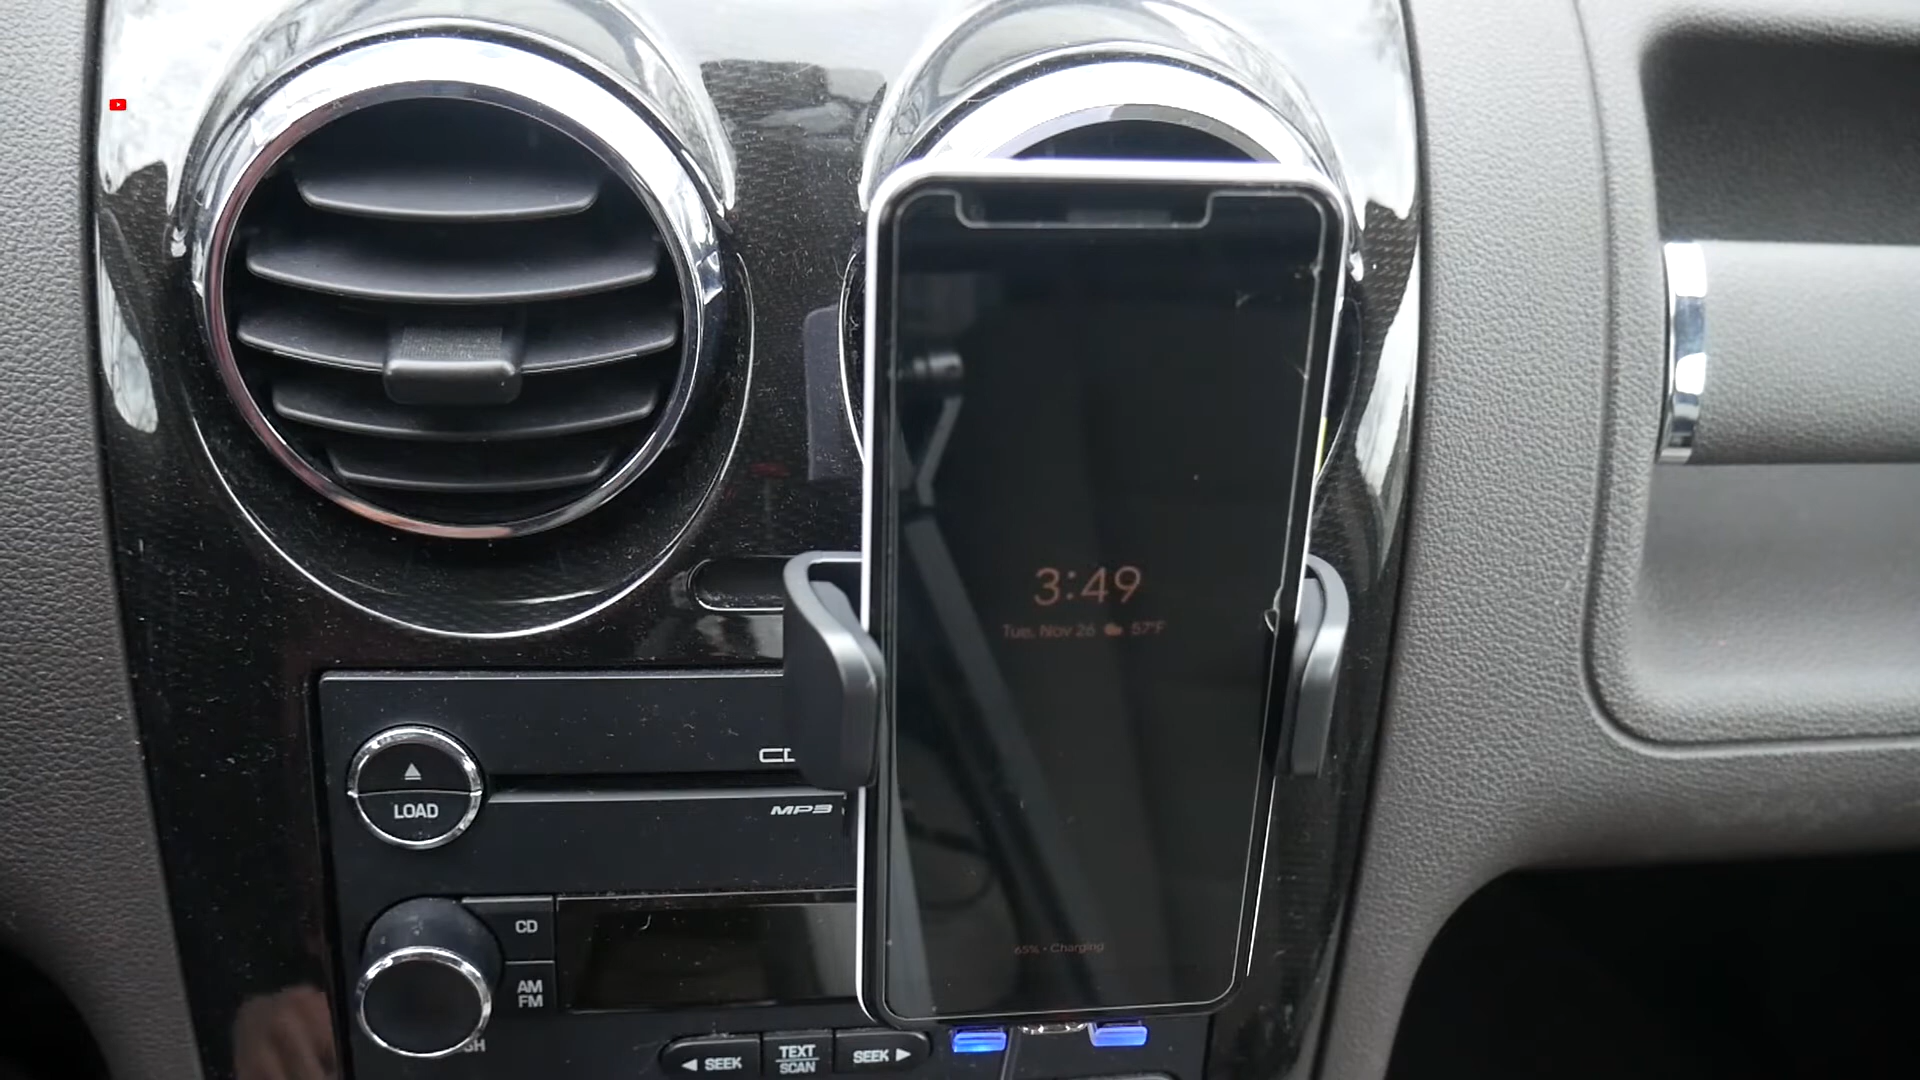 3:49
Tue, Nov 26 57°F
CD
LOAD
MP3
CD
AM
FM
65% • Charging
SEEK
TEXT
SCAN
SEEK